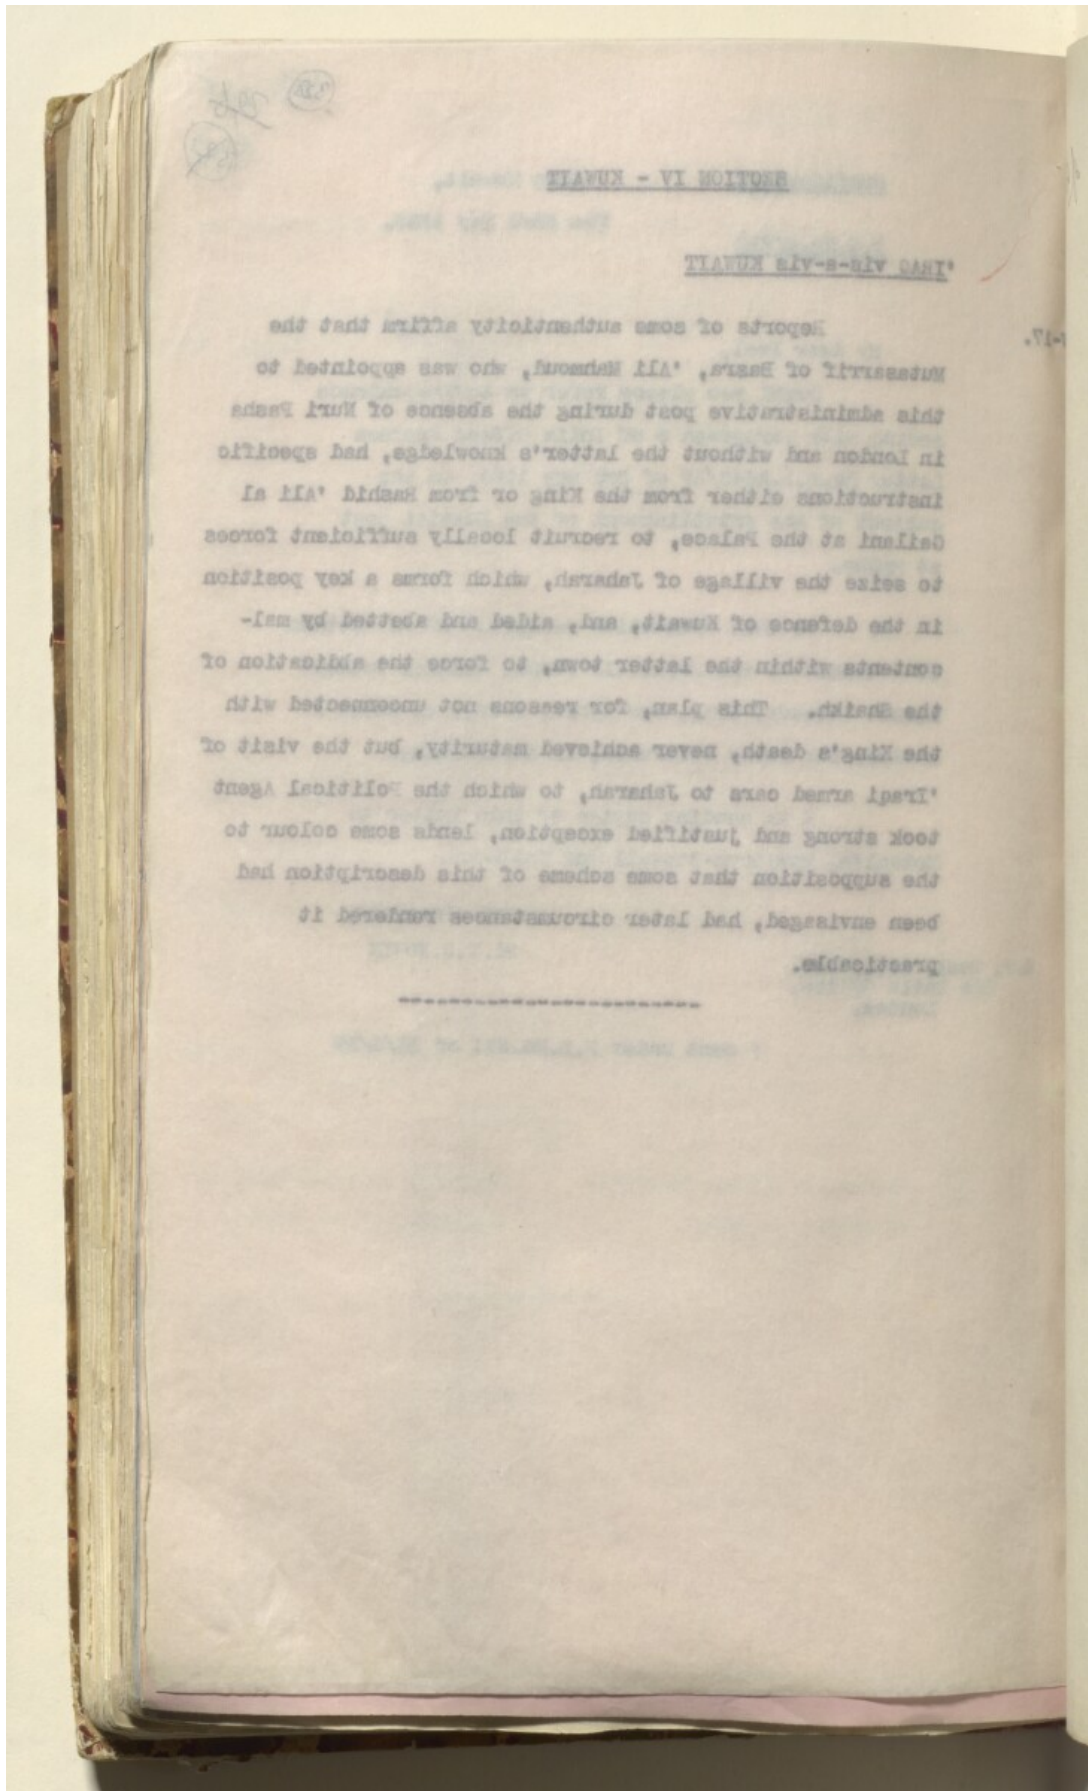 SECTION IV - KUWAIT
'IRAQ vis-a-vis KUWAIT
Reports of some authenticity affirm that the
Mutasarrif of Basra, 'Ali Mahmoud, who was appointed to
this administrative post during the absence of Nuri Pasha
in London and without the latter's knowledge, had specific
instructions either from the King or from Rashid 'Ali al
Gailani at the Palace, to recruit locally sufficient forces
to seize the village of Jaharah, which forms a key position
in the defence of Kuwait, and, aided and abetted by mal-
contents within the latter town, to force the abdication of
the Shaikh. This plan, for reasons not unconnected with
the King's death, never achieved maturity, but the visit of
'Iraqi armed cars to Jaharah, to which the Political Agent
took strong and justified exception, lends some colour to
the supposition that some scheme of this description had
been envisaged, had later circumstances rendered it
practicable.